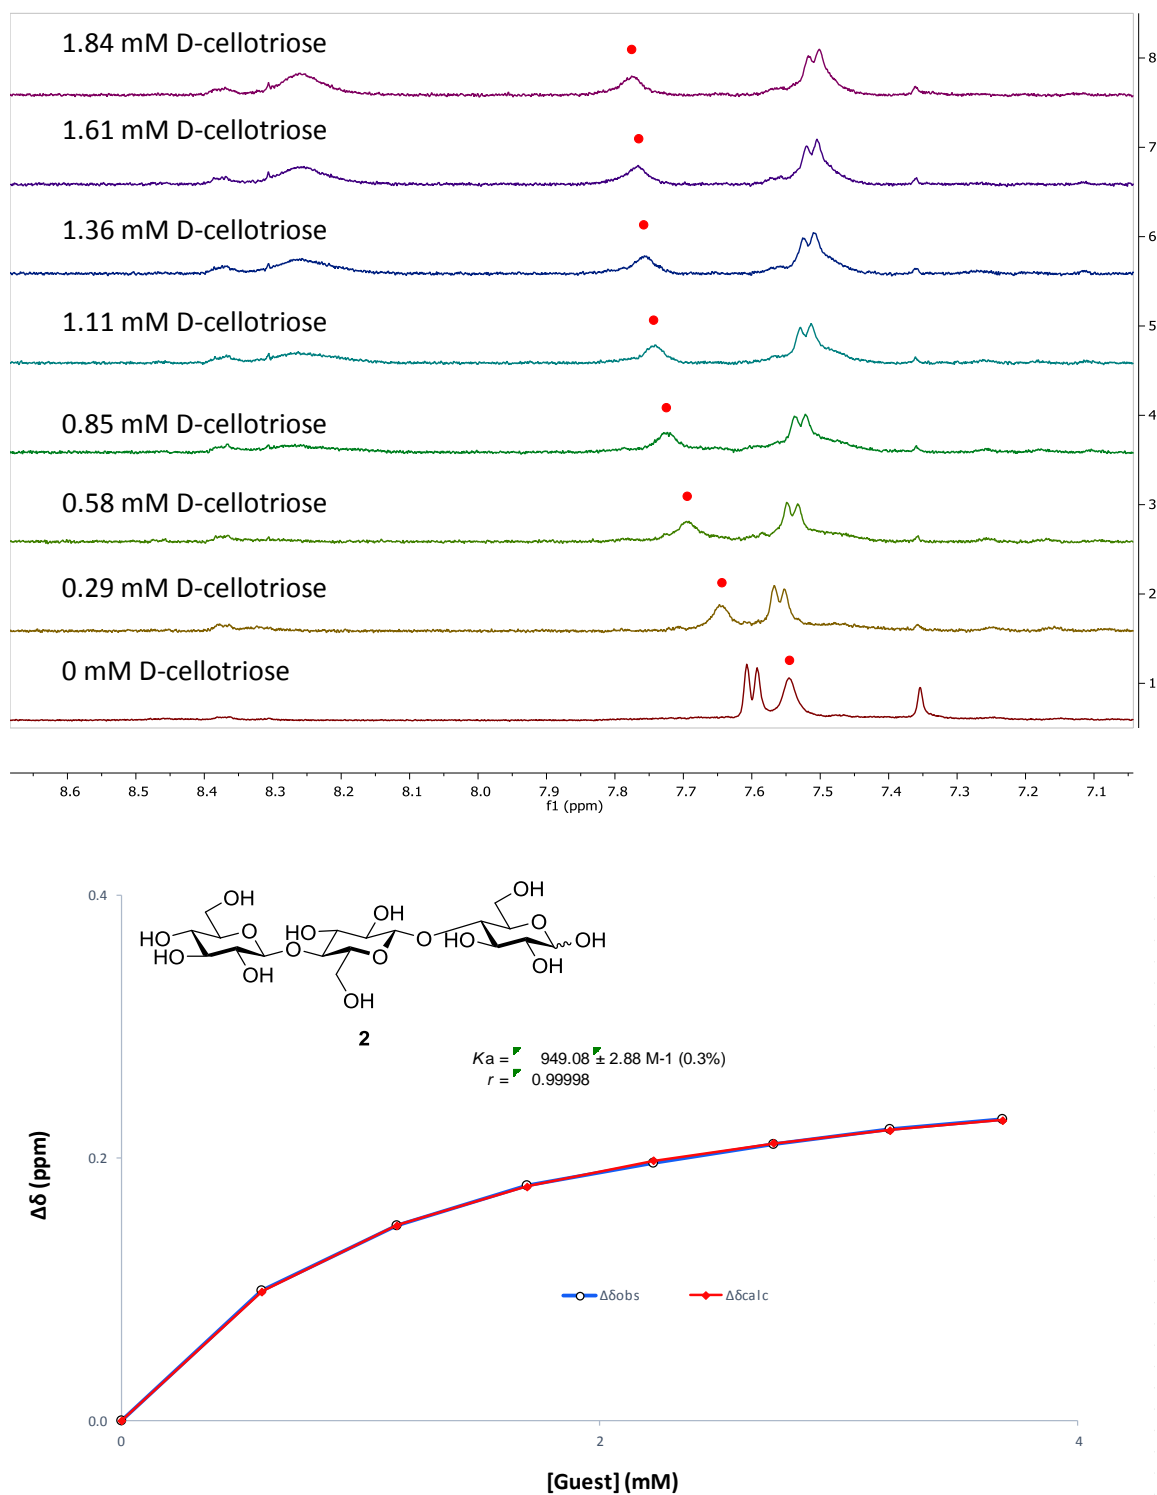 1.84 mM D-cellotriose
8
1.61 mM D-cellotriose
7
1.36 mM D-cellotriose
6
1.11 mM D-cellotriose
5
0.85 mM D-cellotriose
4
0.58 mM D-cellotriose
3
0.29 mM D-cellotriose
2
0 mM D-cellotriose
1
8.6 8.5 8.4 8.3 8.2 8.1 8.0 7.9 7.8 7.7 7.6 7.5 7.4 7.3 7.2 7.1
f1 (ppm)
0.4
OH
OH
OH
HO
O
HO
O
HO
O
HO
O
HO
O
OH
OH
OH
OH
2
Ka = 949.08 ± 2.88 M-1 (0.3%)
r = 0.99998
0.2
Δδ (ppm)
Δδobs Δδcalc
0.0
0 2 4
[Guest] (mM)